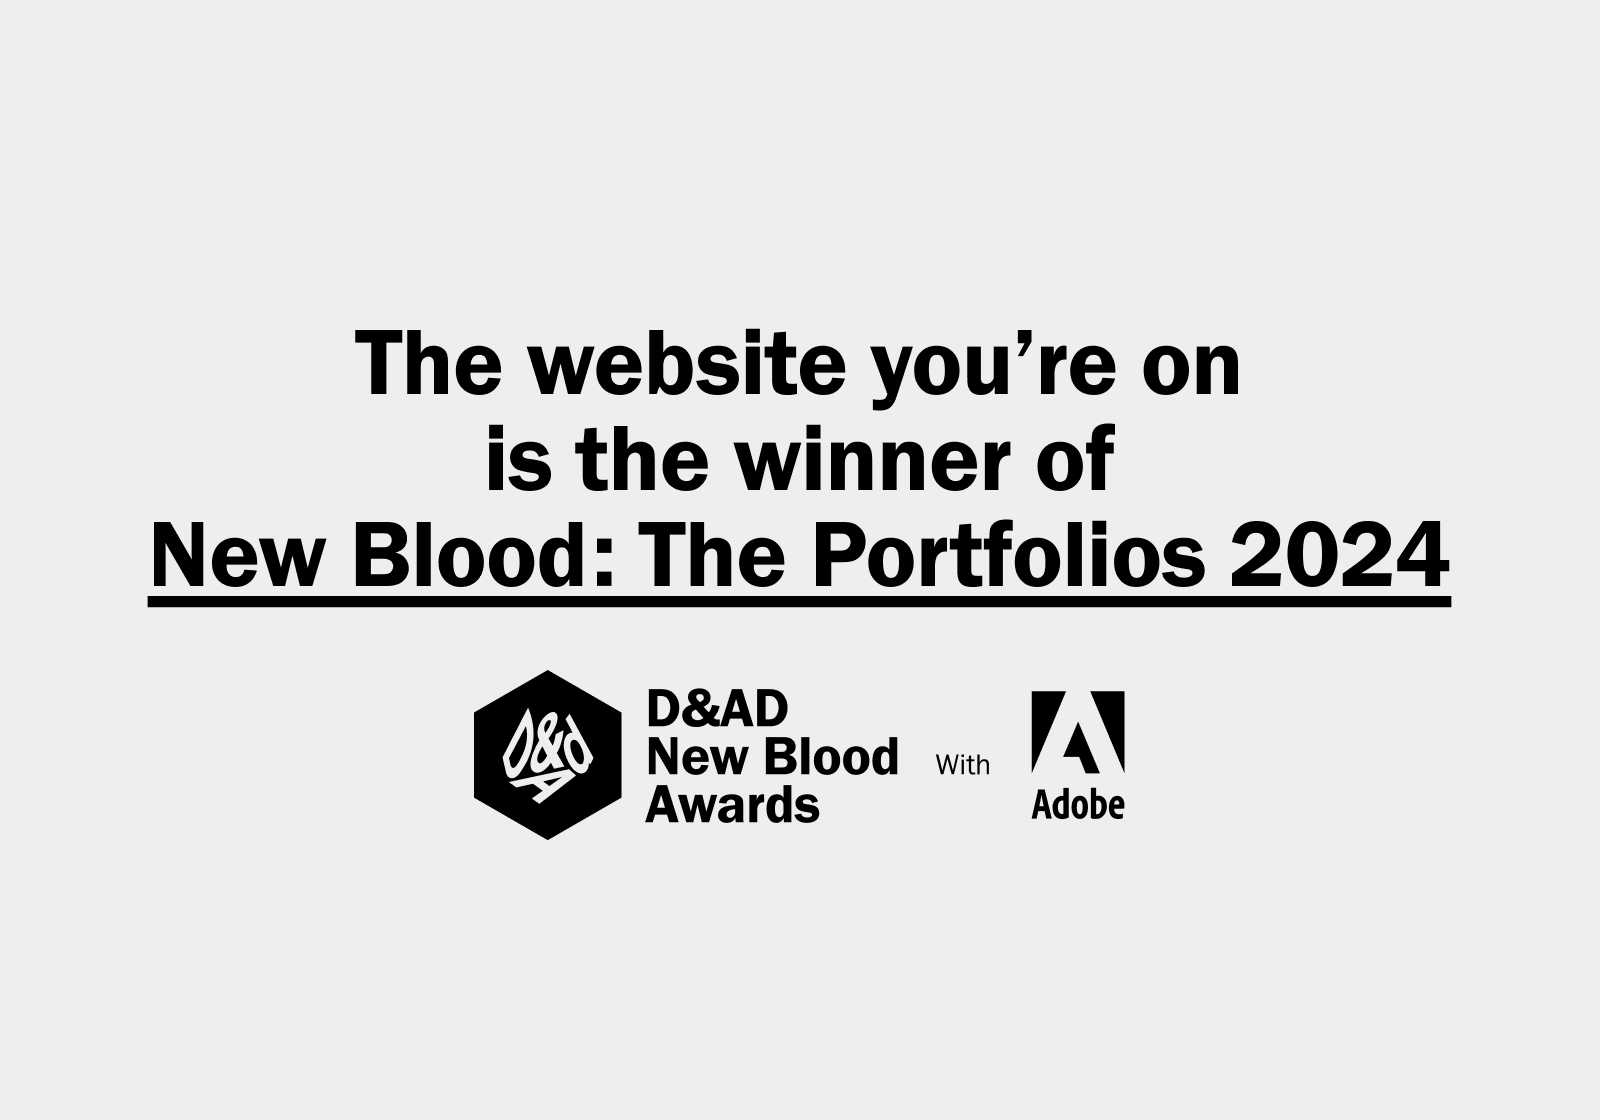 The website you’re on
is the winner of
New Blood: The Portfolios 2024
D&AD
D&AD
New Blood
Awards
With
Adobe